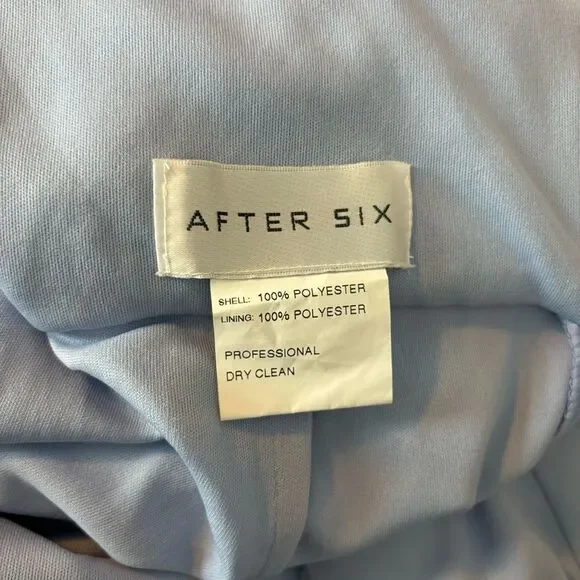 AFTER SIX
SHELL: 100% POLYESTER
LINING: 100% POLYESTER
PROFESSIONAL
DRY CLEAN